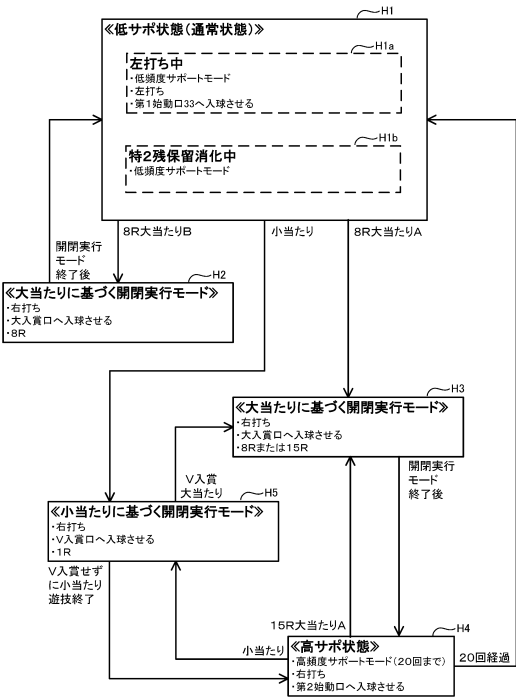 H1
≪低サポ状態(通常状態)≫
H1a
左打ち中
・低頻度サポートモード
・左打ち
・第1始動口33へ入球させる
H1b
特2残保留消化中
・低頻度サポートモード
8R大当たりB
小当たり
8R大当たりA
開閉実行
モード
終了後
H2
≪大当たりに基づく開閉実行モード≫
・右打ち
・大入賞口へ入球させる
・8R
H3
≪大当たりに基づく開閉実行モード≫
・右打ち
・大入賞口へ入球させる
・8Rまたは15R
V入賞
大当たり
開閉実行
モード
終了後
H5
≪小当たりに基づく開閉実行モード≫
・右打ち
・V入賞口へ入球させる
・1R
V入賞せず
に小当たり
遊技終了
15R大当たりA
小当たり
H4
≪高サポ状態≫
・高頻度サポートモード(20回まで)
・右打ち
・第2始動口へ入球させる
20回経過